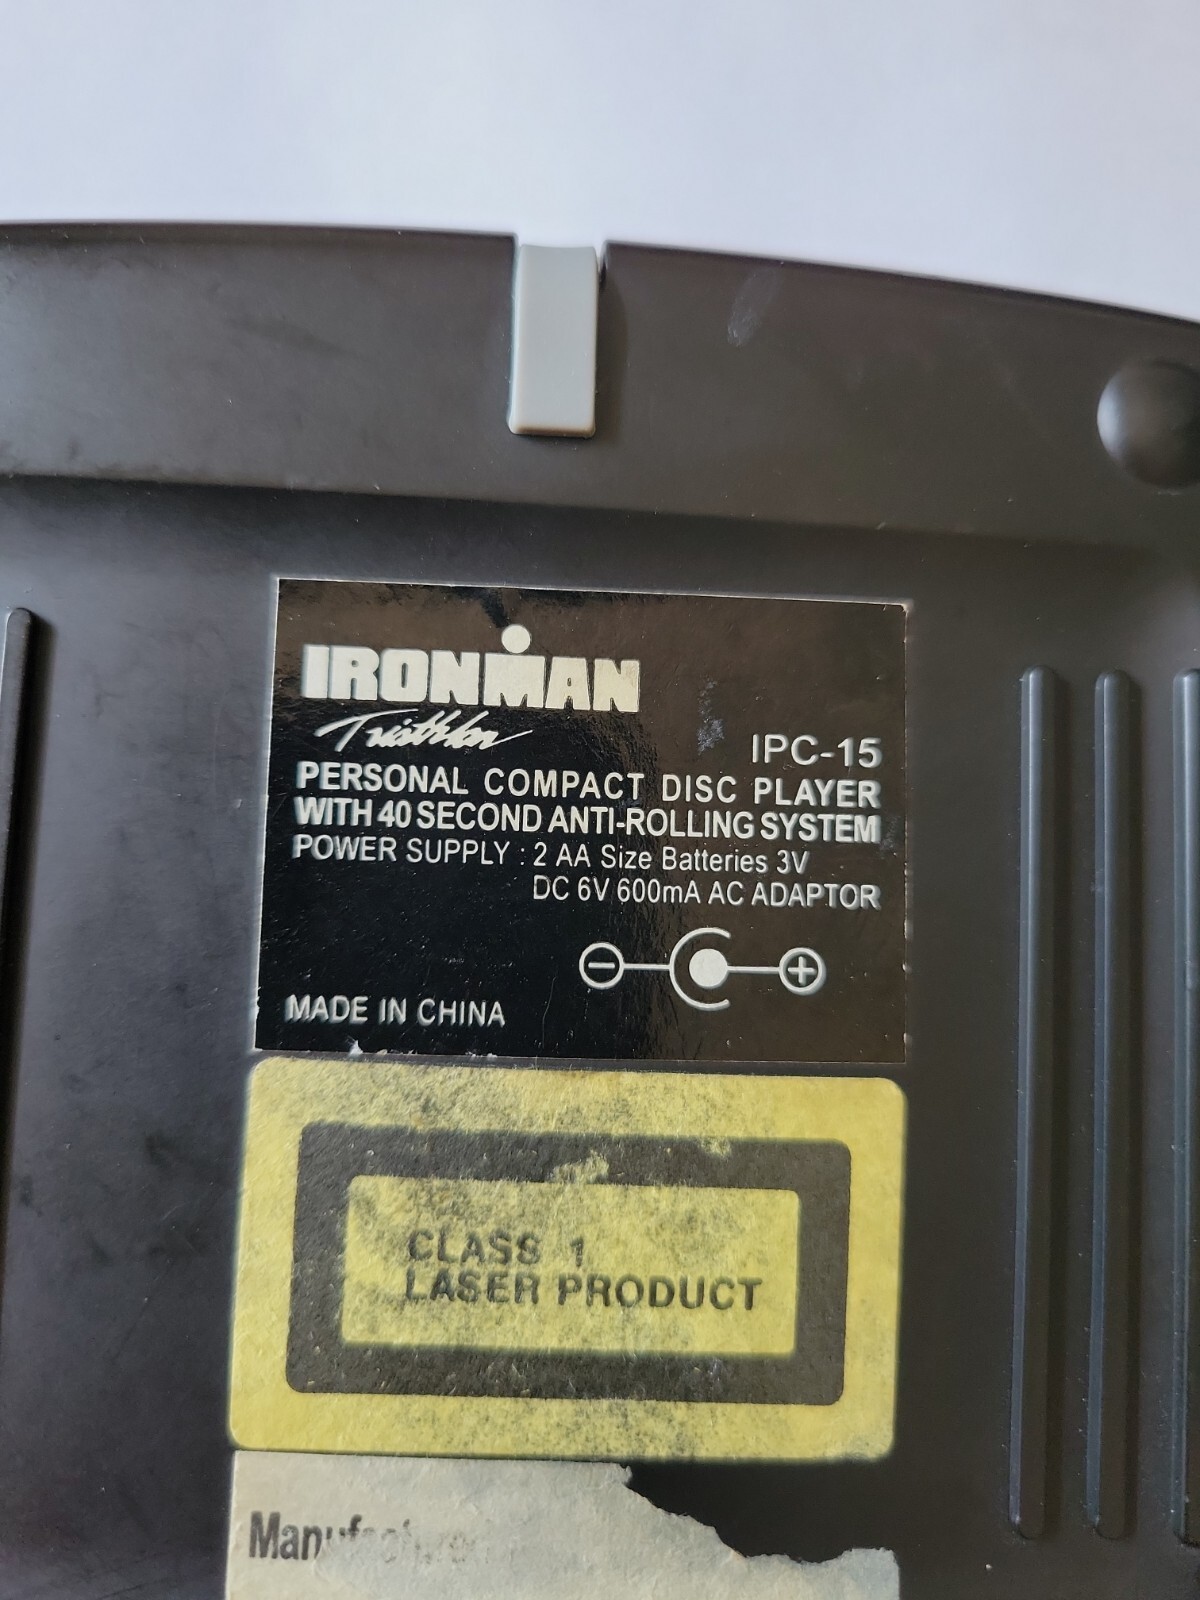 IRONMAN
Triathlon
IPC-15
PERSONAL COMPACT DISC PLAYER
WITH 40 SECOND ANTI-ROLLING SYSTEM
POWER SUPPLY : 2 AA Size Batteries 3V
DC 6V 600mA AC ADAPTOR
MADE IN CHINA
CLASS 1
LASER PRODUCT